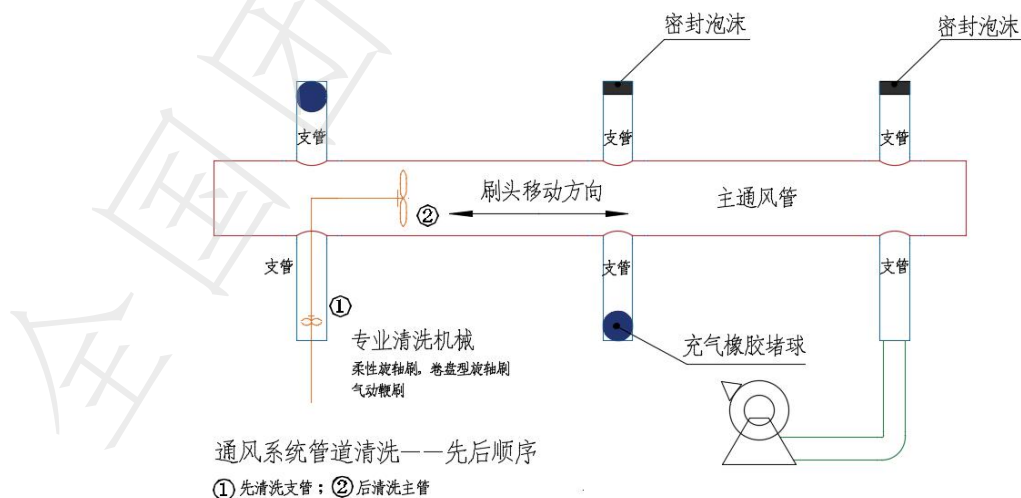 密封泡沫
密封泡沫
支管
支管
支管
刷头移动方向
主通风管
②
支管
支管
支管
①
专业清洗机械
柔性旋轴刷，卷盘型旋轴刷
气动鞭刷
充气橡胶堵球
通风系统管道清洗——先后顺序
①先清洗支管；②后清洗主管
全国团